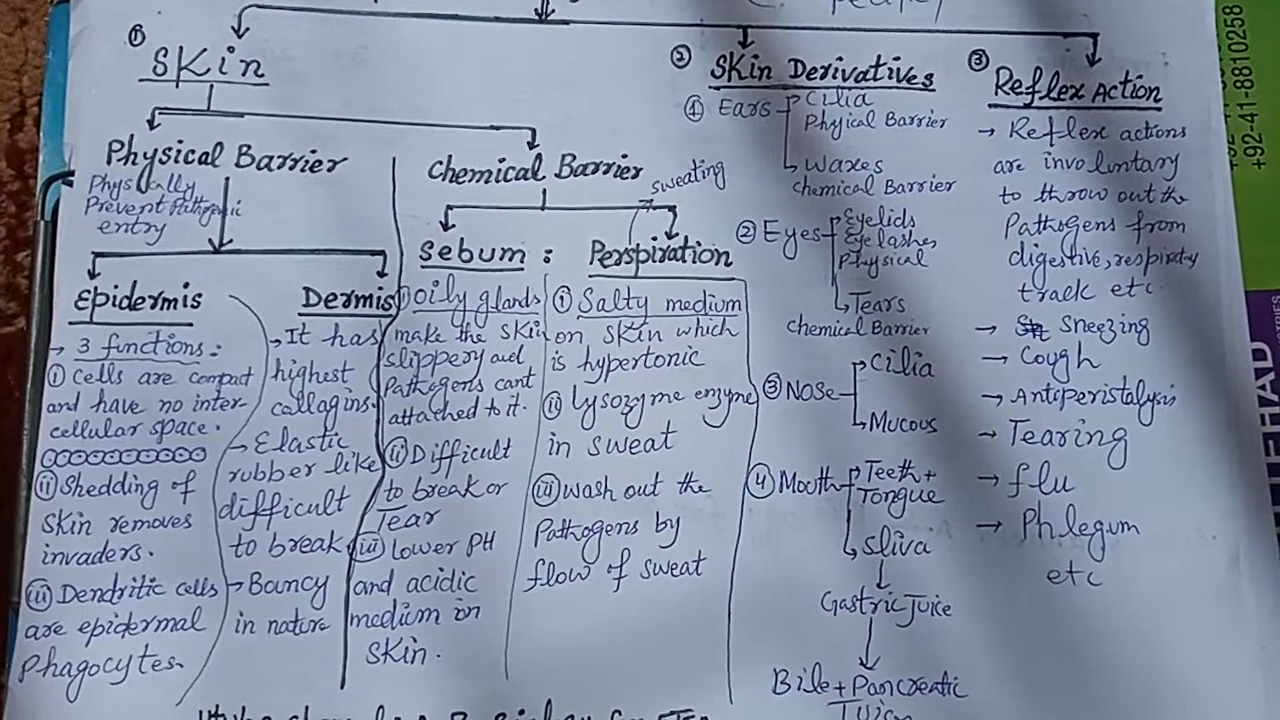 ① Skin
Physical Barrier
Physically
Prevent Pathogenic
entry
Epidermis
→ 3 functions:
ⓘ Cells are compact
and have no inter-
cellular space.
ⓘⓘ Shedding of
skin removes
invaders.
ⓘⓘⓘ Dendritic cells
are epidermal
Phagocytes.
Dermis
→ It has
highest
callagins.
→ Elastic
rubber like
difficult
to break
→ Bouncy
in nature
Chemical Barrier
sweating
Sebum :
ⓘ oily glands
make the skin
slippery and
Pathogens cant
attached to it.
ⓘⓘ Difficult
to break or
Tear
ⓘⓘⓘ Lower PH
and acidic
medium on
skin.
Perspiration
ⓘ Salty medium
on skin which
is hypertonic
ⓘⓘ Lysozyme enzyme
in sweat
ⓘⓘⓘ wash out the
Pathogens by
flow of sweat
② Skin Derivatives
① Ears → Cilia
Phyical Barrier
→ Waxes
Chemical Barrier
② Eyes → Eyelids
Eye lashes
Physical
→ Tears
Chemical Barrier
③ Nose → Cilia
→ Mucous
④ Mouth → Teeth +
Tongue
→ Sliva
↓
Gastric Juice
↓
Bile + Pancreatic
Juice
③ Reflex Action
→ Reflex actions
are involuntary
to throw out the
Pathogens from
digestive, respiratry
track etc
→ Sneezing
→ Cough
→ Antiperistalysis
→ Tearing
→ flu
→ Phlegum
etc
+92-41-8810258